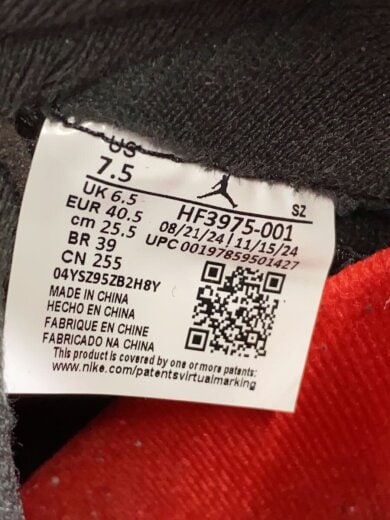 US
7.5
UK 6.5
EUR 40.5
cm 25.5
BR 39
CN 255
SZ
HF3975-001
08/21/24 | 11/15/24
UPC 00197859501427
04YSZ95ZB2H8Y
MADE IN CHINA
HECHO EN CHINA
FABRIQUE EN CHINE
FABRICADO NA CHINA
This product is covered by one or more patents:
www.nike.com/patentsvirtualmarking